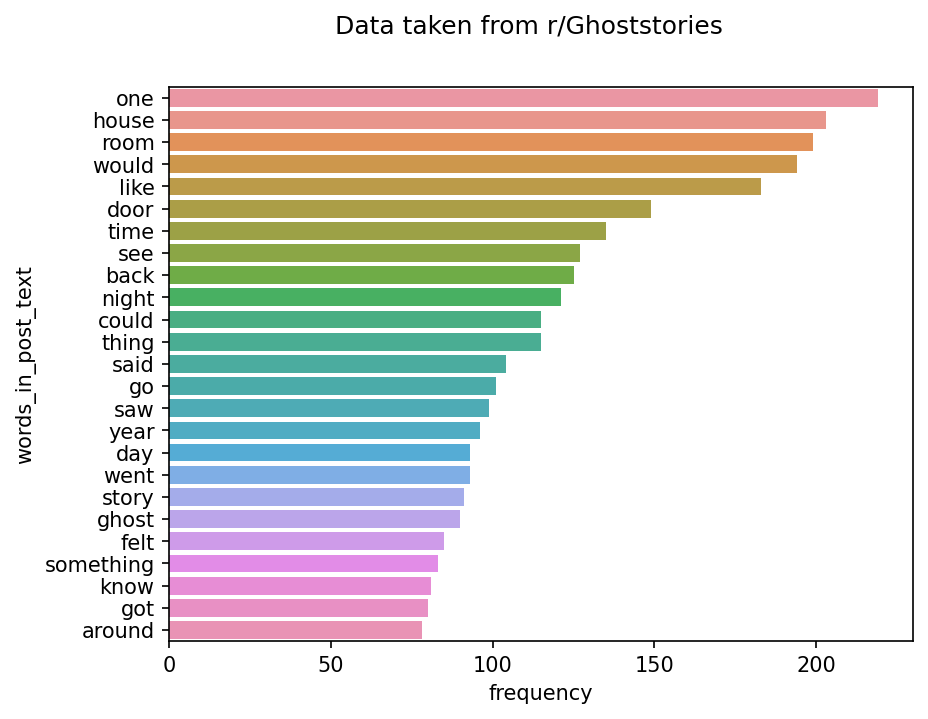 Data taken from r/Ghoststories
words_in_post_text
one
house
room
would
like
door
time
see
back
night
could
thing
said
go
saw
year
day
went
story
ghost
felt
something
know
got
around
0 50 100 150 200
frequency